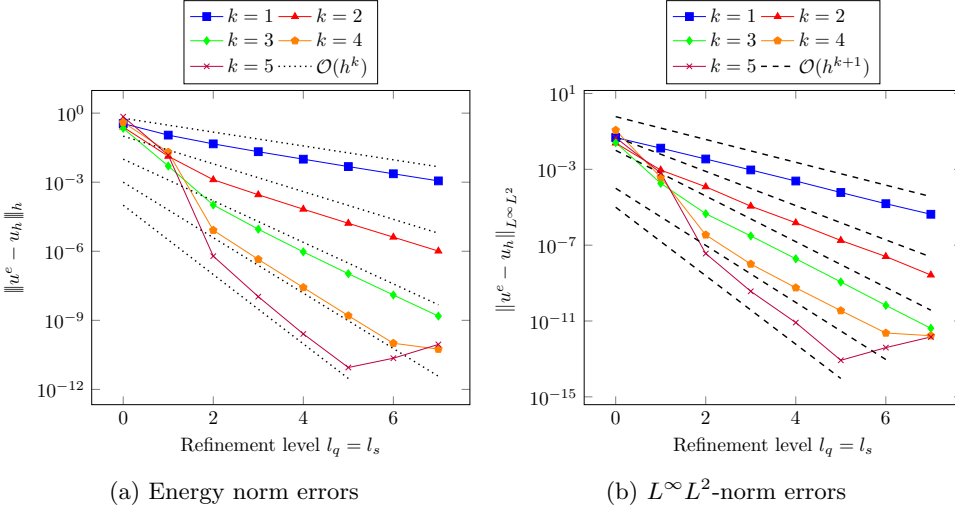 k = 1 k = 2
k = 3 k = 4
k = 5 O(h^k)
10^0
10^−3
10^−6
10^−9
10^−12
|||u^e − u_h|||_h
0 2 4 6
Refinement level l_q = l_s
(a) Energy norm errors
k = 1 k = 2
k = 3 k = 4
k = 5 O(h^{k+1})
10^1
10^−3
10^−7
10^−11
10^−15
‖u^e − u_h‖_{L^∞L^2}
0 2 4 6
Refinement level l_q = l_s
(b) L^∞L^2-norm errors